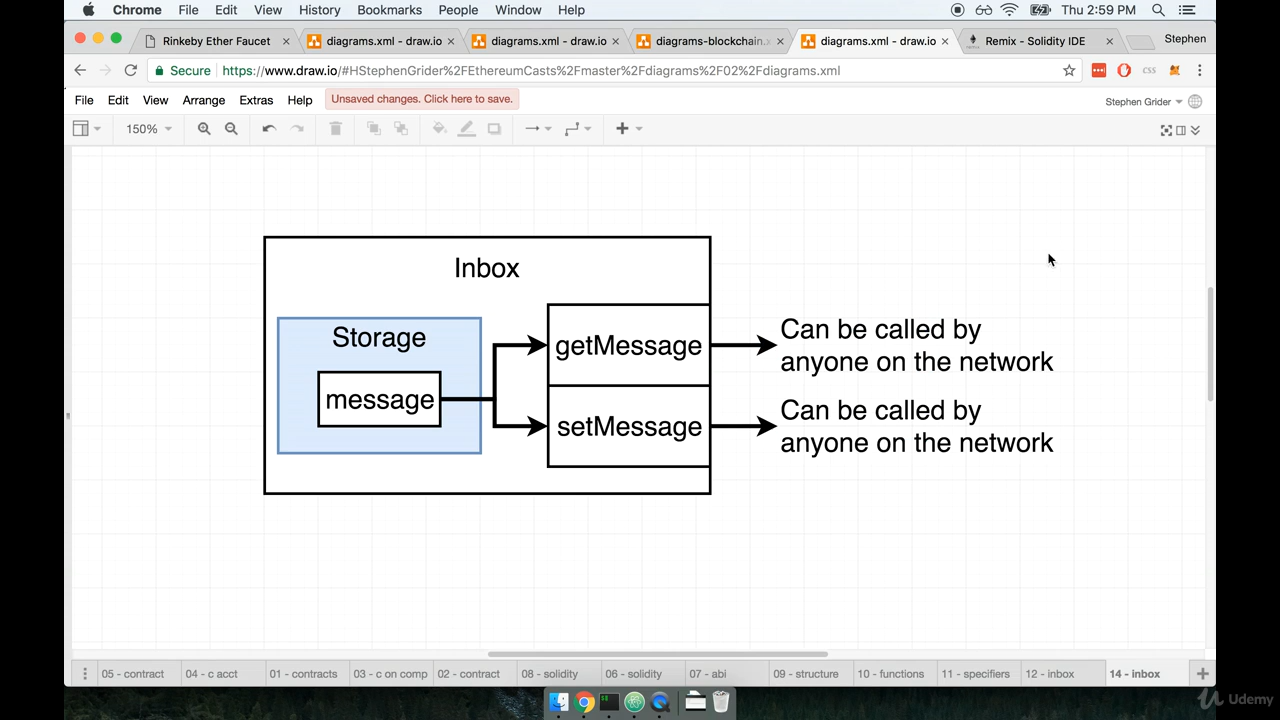 Chrome File Edit View History Bookmarks People Window Help Thu 2:59 PM
Rinkeby Ether Faucet diagrams.xml - draw.io diagrams.xml - draw.io diagrams-blockchain. diagrams.xml - draw.io Remix - Solidity IDE Stephen
Secure https://www.draw.io/#HStephenGrider%2FEthereumCasts%2Fmaster%2Fdiagrams%2F02%2Fdiagrams.xml CSS
File Edit View Arrange Extras Help Unsaved changes. Click here to save. Stephen Grider
150%
Inbox
Storage
message
getMessage
setMessage
Can be called by
anyone on the network
Can be called by
anyone on the network
05 - contract 04 - c acct 01 - contracts 03 - c on comp 02 - contract 08 - solidity 06 - solidity 07 - abi 09 - structure 10 - functions 11 - specifiers 12 - inbox 14 - inbox
Udemy